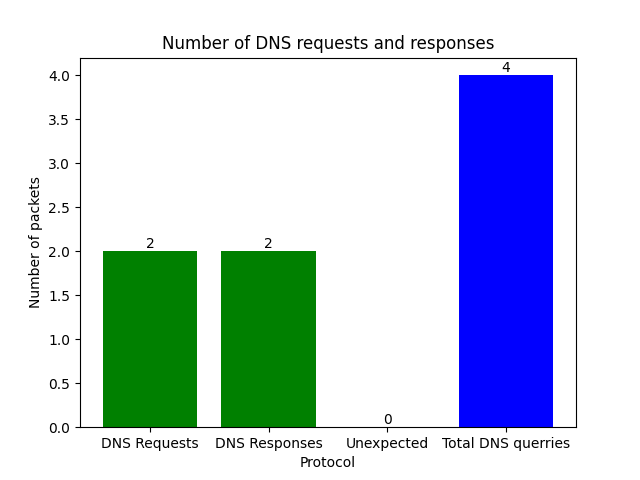 Number of DNS requests and responses
Number of packets
4.0
3.5
3.0
2.5
2.0
1.5
1.0
0.5
0.0
2
2
0
4
DNS Requests
DNS Responses
Unexpected
Total DNS querries
Protocol